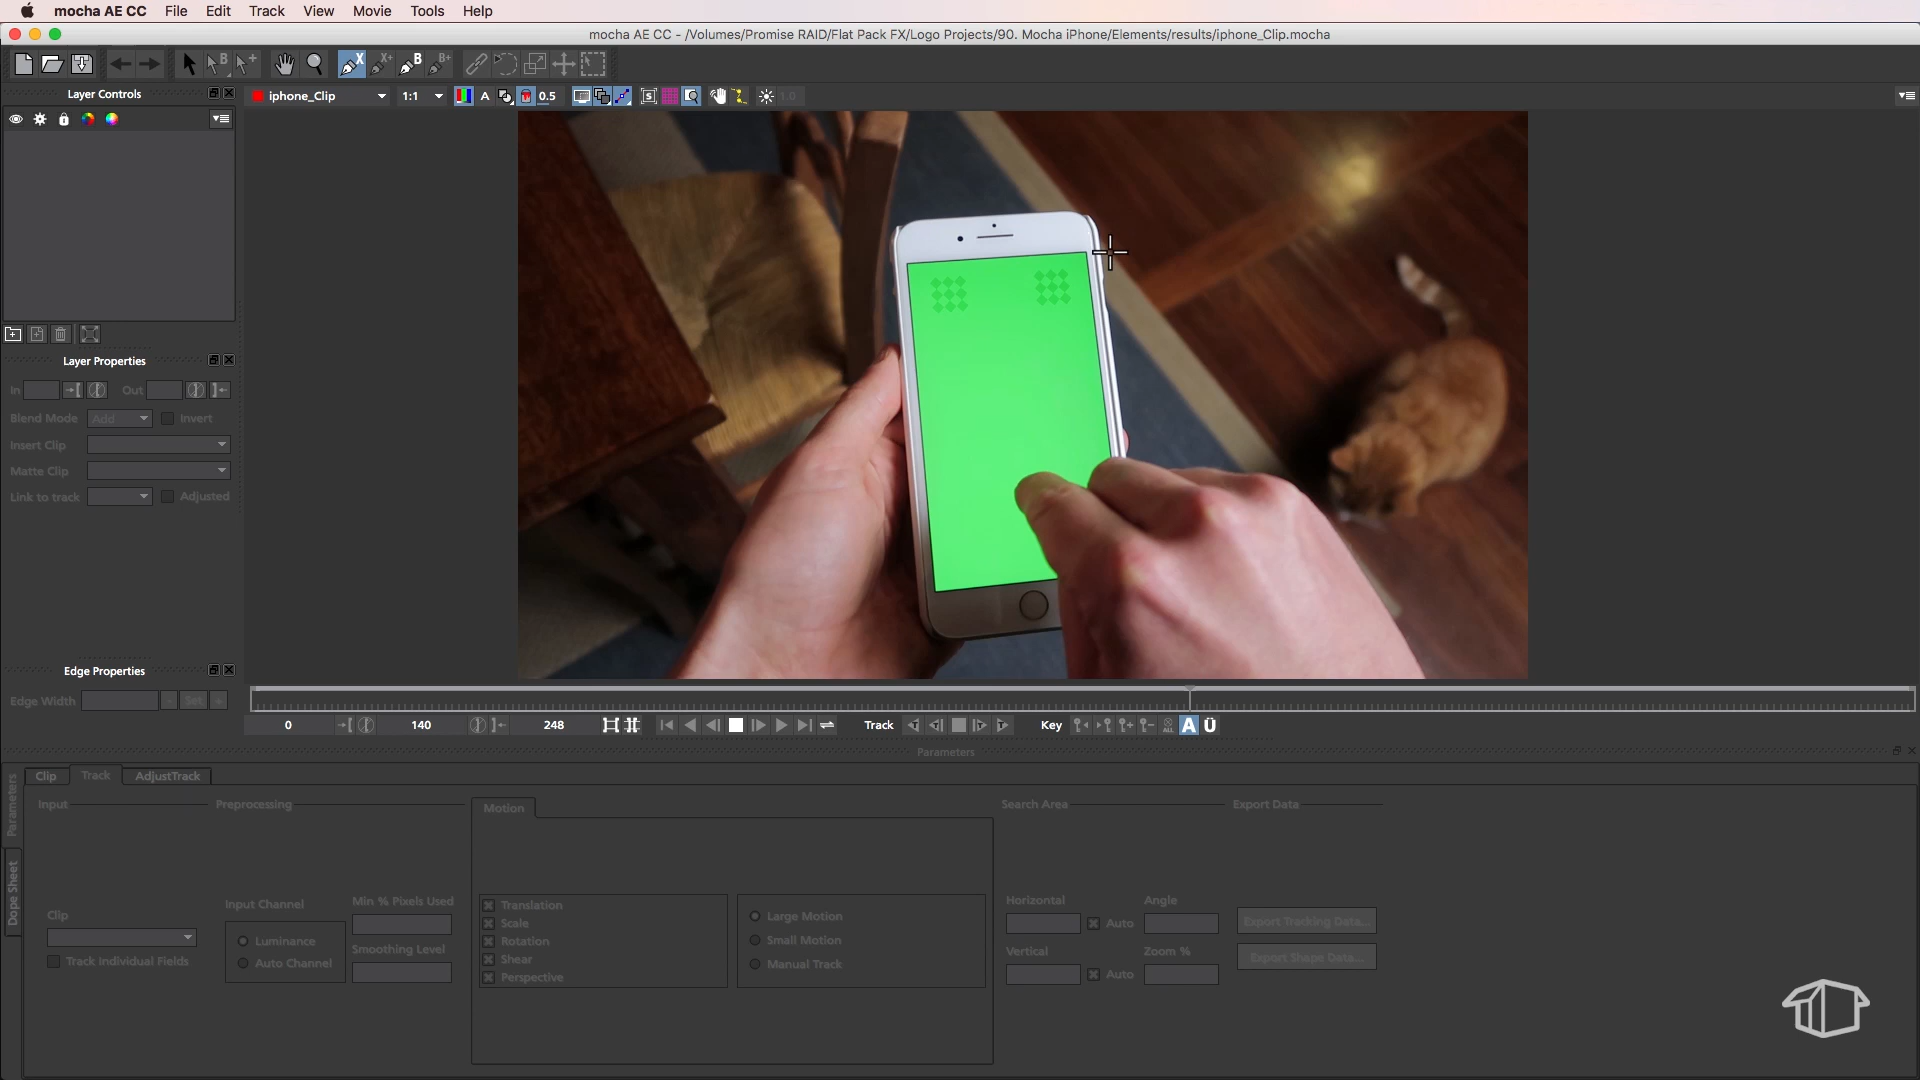 mocha AE CC File Edit Track View Movie Tools Help
mocha AE CC - /Volumes/Promise RAID/Flat Pack FX/Logo Projects/90. Mocha iPhone/Elements/results/iphone_Clip.mocha
B X X+ B B+
Layer Controls
iphone_Clip 1:1 A 0.5 S 1.0
Layer Properties
In Out
Blend Mode Add Invert
Insert Clip
Matte Clip
Link to track Adjusted
Edge Properties
Edge Width - Set +
0 140 248 Track Key ALL A Ü
Parameters
Clip Track AdjustTrack
Parameters
Dope Sheet
Input Preprocessing Motion Search Area Export Data
Clip
Track Individual Fields
Input Channel
Luminance
Auto Channel
Min % Pixels Used
Smoothing Level
Translation
Scale
Rotation
Shear
Perspective
Large Motion
Small Motion
Manual Track
Horizontal Angle
Auto
Vertical Zoom %
Auto
Export Tracking Data...
Export Shape Data...